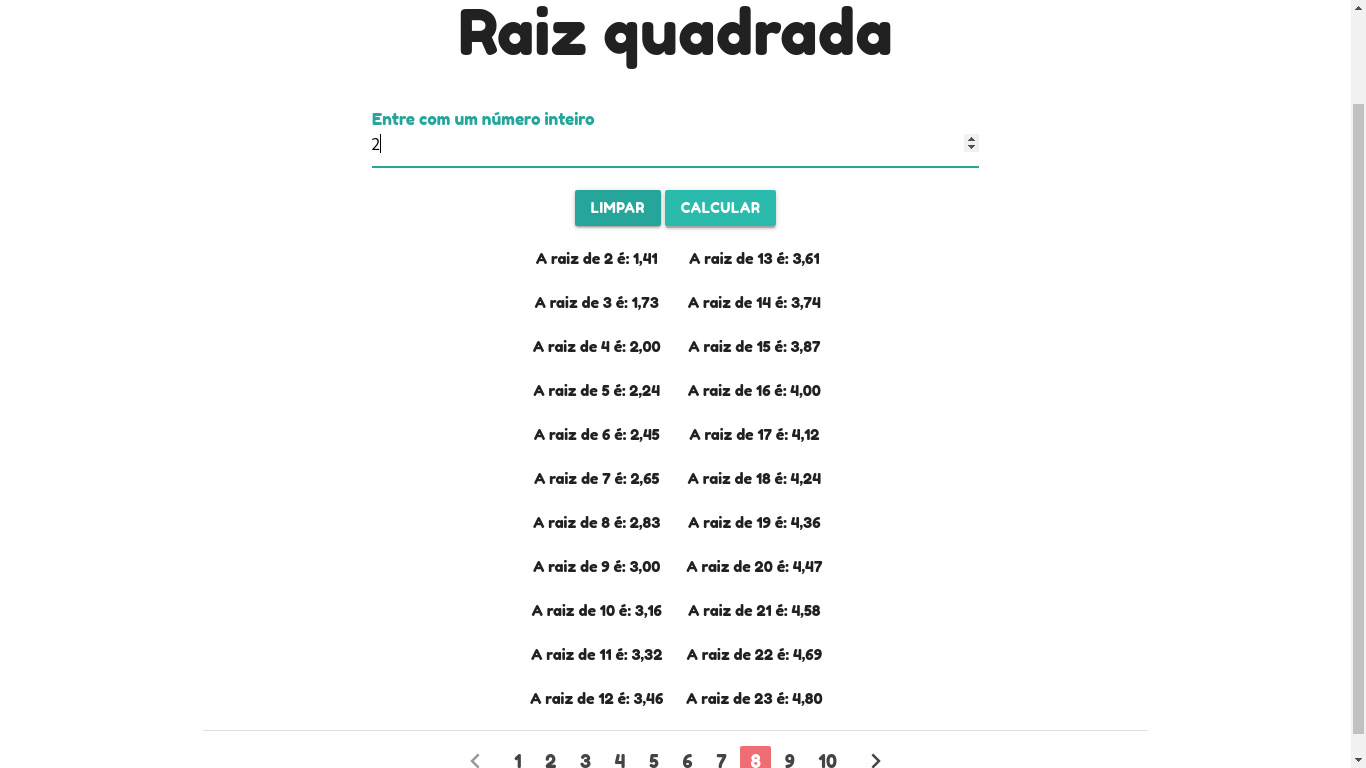 Raiz quadrada
Entre com um número inteiro
2
LIMPAR CALCULAR
A raiz de 2 é: 1,41 A raiz de 13 é: 3,61
A raiz de 3 é: 1,73 A raiz de 14 é: 3,74
A raiz de 4 é: 2,00 A raiz de 15 é: 3,87
A raiz de 5 é: 2,24 A raiz de 16 é: 4,00
A raiz de 6 é: 2,45 A raiz de 17 é: 4,12
A raiz de 7 é: 2,65 A raiz de 18 é: 4,24
A raiz de 8 é: 2,83 A raiz de 19 é: 4,36
A raiz de 9 é: 3,00 A raiz de 20 é: 4,47
A raiz de 10 é: 3,16 A raiz de 21 é: 4,58
A raiz de 11 é: 3,32 A raiz de 22 é: 4,69
A raiz de 12 é: 3,46 A raiz de 23 é: 4,80
1 2 3 4 5 6 7 8 9 10